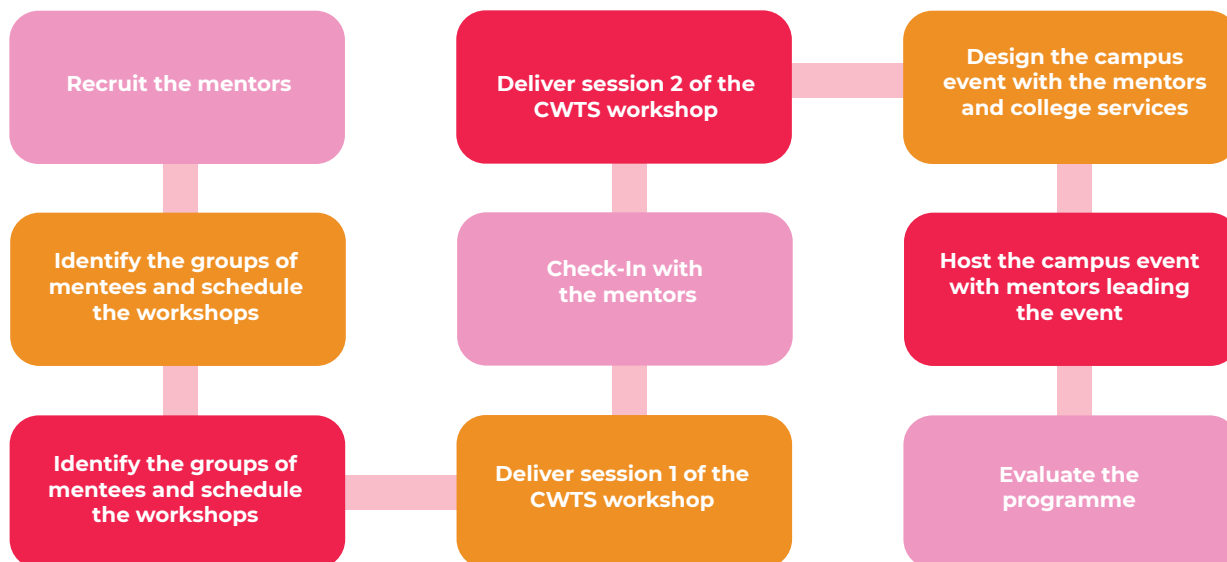 Recruit the mentors
Identify the groups of
mentees and schedule
the workshops
Identify the groups of
mentees and schedule
the workshops
Deliver session 1 of the
CWTS workshop
Check-In with
the mentors
Deliver session 2 of the
CWTS workshop
Design the campus
event with the mentors
and college services
Host the campus event
with mentors leading
the event
Evaluate the
programme